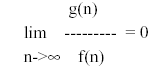 g(n)
lim --------- = 0
n->∞ f(n)